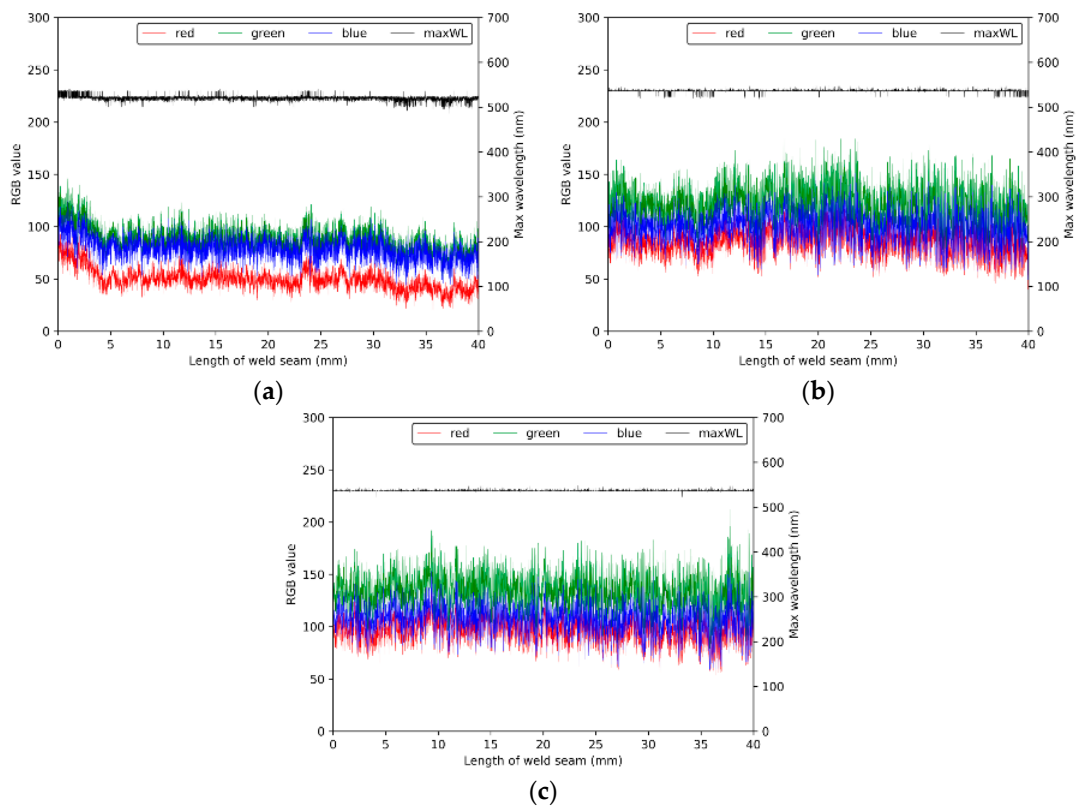 300 250 200 150 100 50 0
RGB value
red green blue maxWL
700 600 500 400 300 200 100 0
Max wavelength (nm)
0 5 10 15 20 25 30 35 40
Length of weld seam (mm)
(a)
300 250 200 150 100 50 0
RGB value
red green blue maxWL
700 600 500 400 300 200 100 0
Max wavelength (nm)
0 5 10 15 20 25 30 35 40
Length of weld seam (mm)
(b)
300 250 200 150 100 50 0
RGB value
red green blue maxWL
700 600 500 400 300 200 100 0
Max wavelength (nm)
0 5 10 15 20 25 30 35 40
Length of weld seam (mm)
(c)